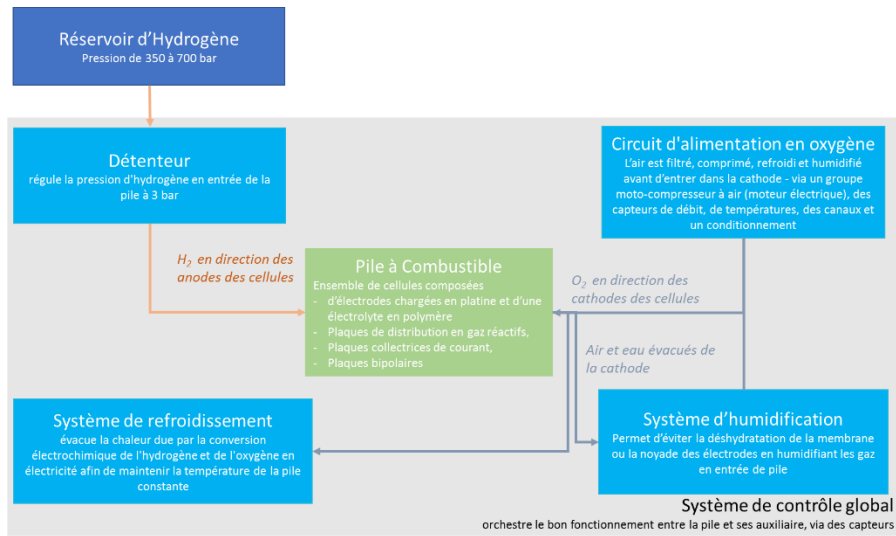 Réservoir d'Hydrogène
Pression de 350 à 700 bar
Détenteur
régule la pression d'hydrogène en entrée de la
pile à 3 bar
Circuit d'alimentation en oxygène
L'air est filtré, comprimé, refroidi et humidifié
avant d'entrer dans la cathode - via un groupe
moto-compresseur à air (moteur électrique), des
capteurs de débit, de températures, des canaux et
un conditionnement
H₂ en direction des
anodes des cellules
Pile à Combustible
Ensemble de cellules composées
- d'électrodes chargées en platine et d'une
électrolyte en polymère
- Plaques de distribution en gaz réactifs,
- Plaques collectrices de courant,
- Plaques bipolaires
O₂ en direction des
cathodes des cellules
Air et eau évacués de
la cathode
Système de refroidissement
évacue la chaleur due par la conversion
électrochimique de l'hydrogène et de l'oxygène en
électricité afin de maintenir la température de la pile
constante
Système d'humidification
Permet d'éviter la déshydratation de la membrane
ou la noyade des électrodes en humidifiant les gaz
en entrée de pile
Système de contrôle global
orchestre le bon fonctionnement entre la pile et ses auxiliaire, via des capteurs